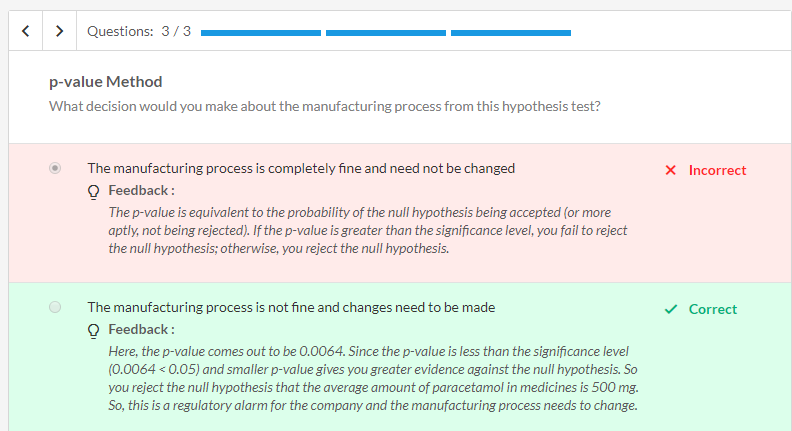 Questions: 3 / 3
p-value Method
What decision would you make about the manufacturing process from this hypothesis test?
The manufacturing process is completely fine and need not be changed
Incorrect
Feedback :
The p-value is equivalent to the probability of the null hypothesis being accepted (or more
aptly, not being rejected). If the p-value is greater than the significance level, you fail to reject
the null hypothesis; otherwise, you reject the null hypothesis.
The manufacturing process is not fine and changes need to be made
Correct
Feedback :
Here, the p-value comes out to be 0.0064. Since the p-value is less than the significance level
(0.0064 < 0.05) and smaller p-value gives you greater evidence against the null hypothesis. So
you reject the null hypothesis that the average amount of paracetamol in medicines is 500 mg.
So, this is a regulatory alarm for the company and the manufacturing process needs to change.